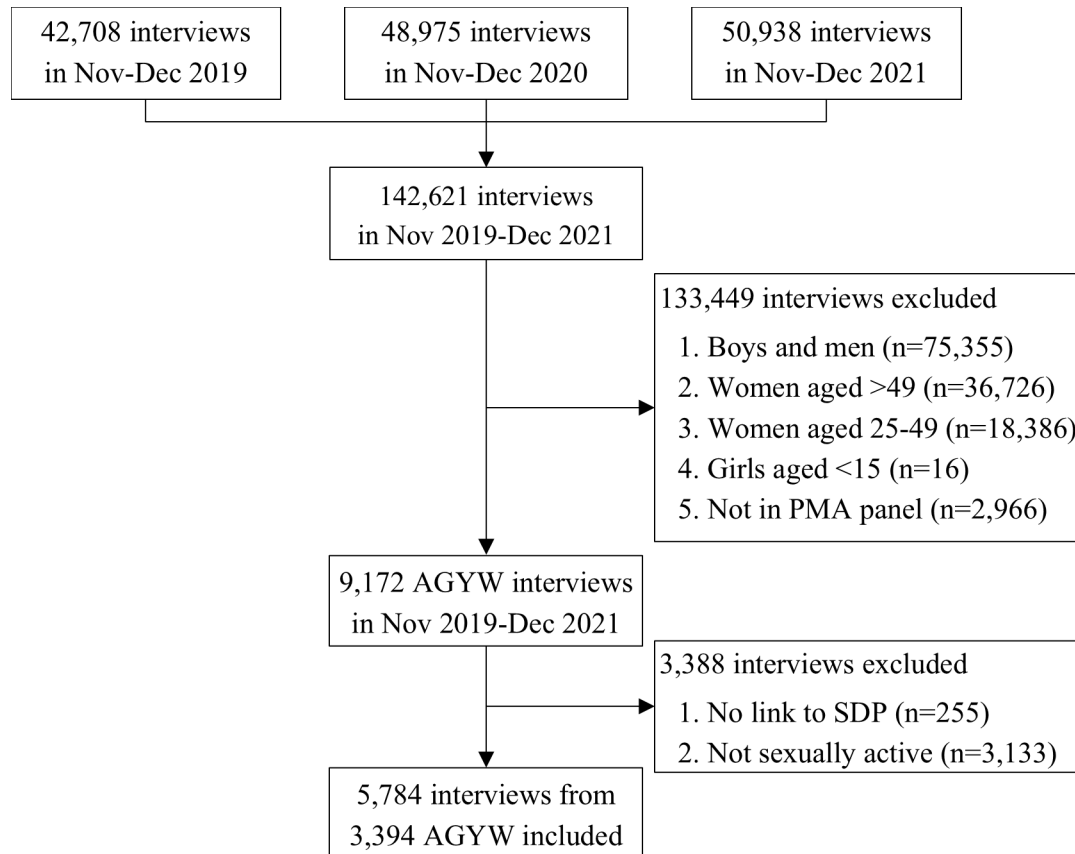 42,708 interviews
in Nov-Dec 2019
48,975 interviews
in Nov-Dec 2020
50,938 interviews
in Nov-Dec 2021
142,621 interviews
in Nov 2019-Dec 2021
133,449 interviews excluded
1. Boys and men (n=75,355)
2. Women aged >49 (n=36,726)
3. Women aged 25-49 (n=18,386)
4. Girls aged <15 (n=16)
5. Not in PMA panel (n=2,966)
9,172 AGYW interviews
in Nov 2019-Dec 2021
3,388 interviews excluded
1. No link to SDP (n=255)
2. Not sexually active (n=3,133)
5,784 interviews from
3,394 AGYW included